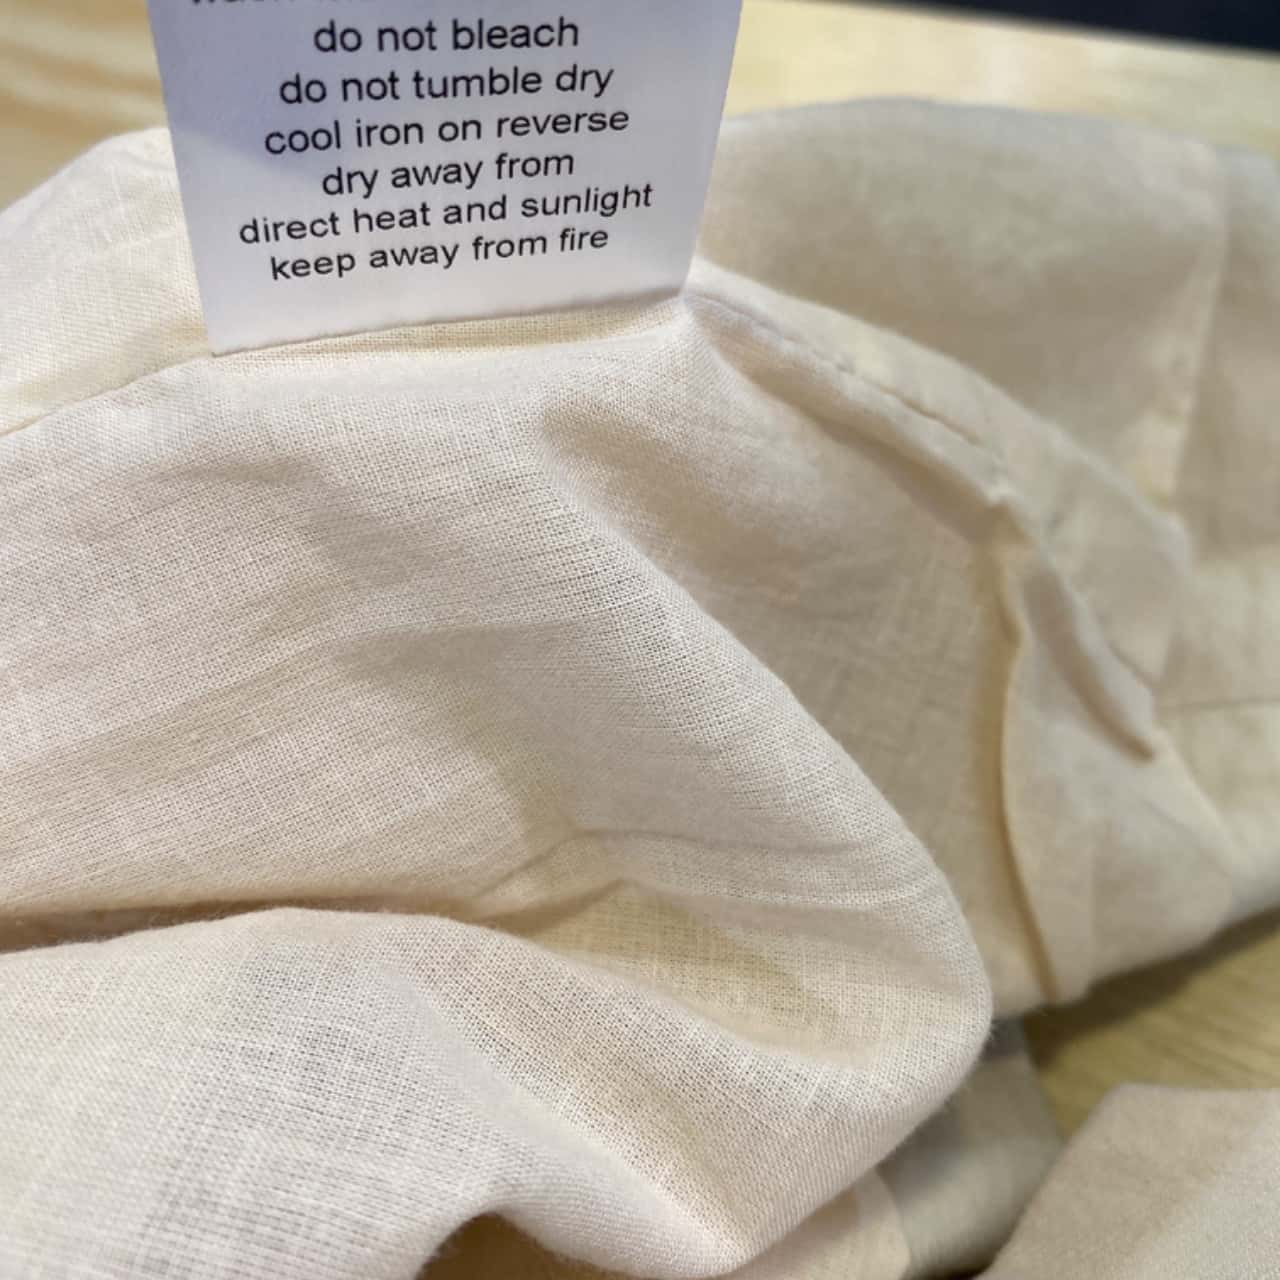 do not bleach
do not tumble dry
cool iron on reverse
dry away from
direct heat and sunlight
keep away from fire